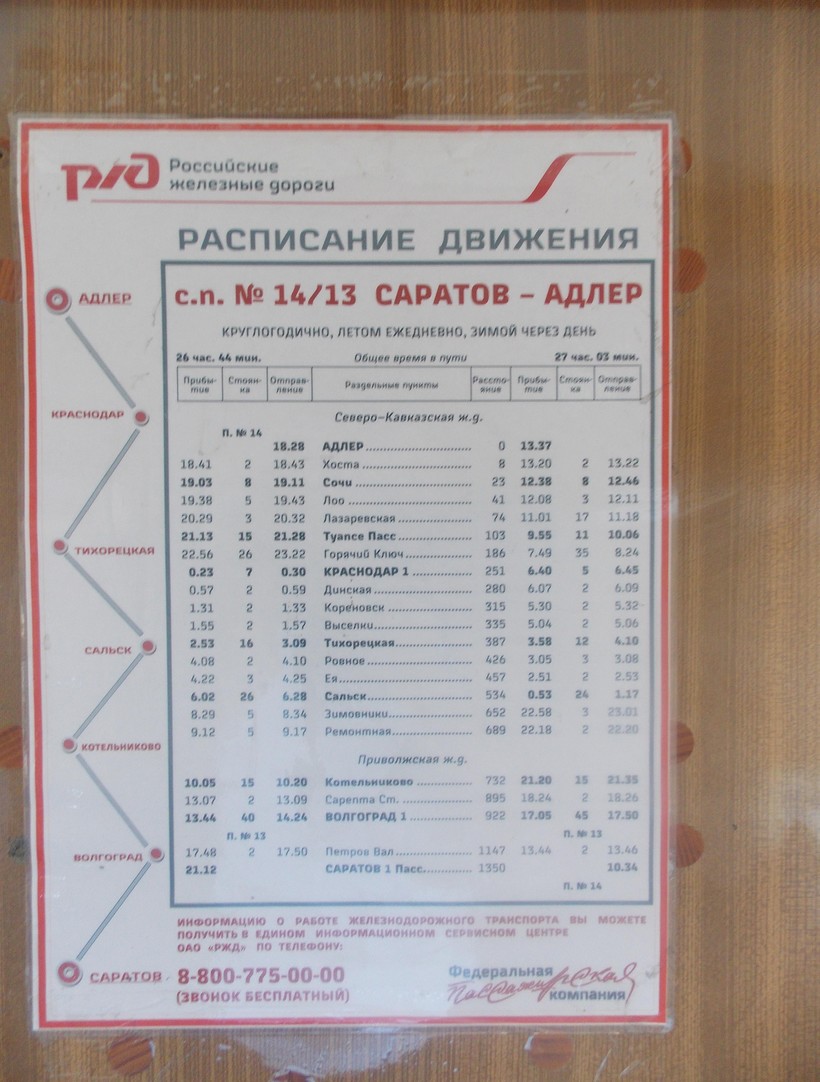 РЖД Российские
железные дороги
РАСПИСАНИЕ ДВИЖЕНИЯ
с.п. № 14/13 САРАТОВ – АДЛЕР
КРУГЛОГОДИЧНО, ЛЕТОМ ЕЖЕДНЕВНО, ЗИМОЙ ЧЕРЕЗ ДЕНЬ
26 час. 44 мин. Общее время в пути 27 час. 03 мин.
Прибы-тие Стоян-ка Отправ-ление Раздельные пункты Рассто-яние Прибы-тие Стоян-ка Отправ-ление
Северо-Кавказская ж.д.
П. № 14
18.28 АДЛЕР 0 13.37
18.41 2 18.43 Хоста 8 13.20 2 13.22
19.03 8 19.11 Сочи 23 12.38 8 12.46
19.38 5 19.43 Лоо 41 12.08 3 12.11
20.29 3 20.32 Лазаревская 74 11.01 17 11.18
21.13 15 21.28 Туапсе Пасс 103 9.55 11 10.06
22.56 26 23.22 Горячий Ключ 186 7.49 35 8.24
0.23 7 0.30 КРАСНОДАР 1 251 6.40 5 6.45
0.57 2 0.59 Динская 280 6.07 2 6.09
1.31 2 1.33 Кореновск 315 5.30 2 5.32
1.55 2 1.57 Выселки 335 5.04 2 5.06
2.53 16 3.09 Тихорецкая 387 3.58 12 4.10
4.08 2 4.10 Ровное 426 3.05 3 3.08
4.22 3 4.25 Ея 457 2.51 2 2.53
6.02 26 6.28 Сальск 534 0.53 24 1.17
8.29 5 8.34 Зимовники 652 22.58 3 23.01
9.12 5 9.17 Ремонтная 689 22.18 2 22.20
Приволжская ж.д.
10.05 15 10.20 Котельниково 732 21.20 15 21.35
13.07 2 13.09 Сарепта Ст. 895 18.24 2 18.26
13.44 40 14.24 ВОЛГОГРАД 1 922 17.05 45 17.50
П. № 13 П. № 13
17.48 2 17.50 Петров Вал 1147 13.44 2 13.46
21.12 САРАТОВ 1 Пасс. 1350 10.34
П. № 14
АДЛЕР
КРАСНОДАР
ТИХОРЕЦКАЯ
САЛЬСК
КОТЕЛЬНИКОВО
ВОЛГОГРАД
САРАТОВ
ИНФОРМАЦИЮ О РАБОТЕ ЖЕЛЕЗНОДОРОЖНОГО ТРАНСПОРТА ВЫ МОЖЕТЕ
ПОЛУЧИТЬ В ЕДИНОМ ИНФОРМАЦИОННОМ СЕРВИСНОМ ЦЕНТРЕ
ОАО «РЖД» ПО ТЕЛЕФОНУ:
8-800-775-00-00
(ЗВОНОК БЕСПЛАТНЫЙ)
Федеральная
Пассажирская
компания